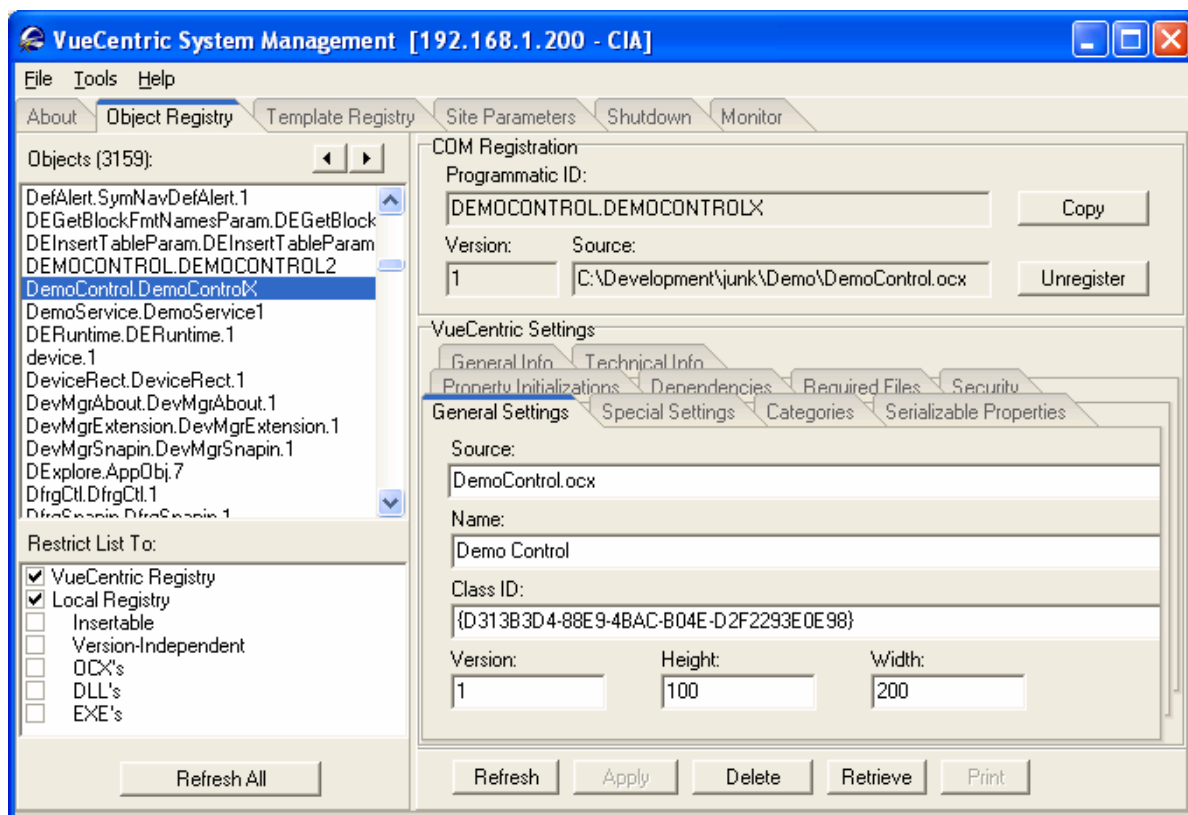 VueCentric System Management [192.168.1.200 - CIA]
File Tools Help
About Object Registry Template Registry Site Parameters Shutdown Monitor
Objects (3159):
DefAlert.SymNavDefAlert.1
DEGetBlockFmtNamesParam.DEGetBlock
DEInsertTableParam.DEInsertTableParam
DEMOCONTROL.DEMOCONTROL2
DemoControl.DemoControlX
DemoService.DemoService1
DERuntime.DERuntime.1
device.1
DeviceRect.DeviceRect.1
DevMgrAbout.DevMgrAbout.1
DevMgrExtension.DevMgrExtension.1
DevMgrSnapin.DevMgrSnapin.1
DExplore.AppObj.7
DfrgCtl.DfrgCtl.1
DfrgSnapin.DfrgSnapin.1
Restrict List To:
VueCentric Registry
Local Registry
Insertable
Version-Independent
OCX's
DLL's
EXE's
Refresh All
COM Registration
Programmatic ID:
DEMOCONTROL.DEMOCONTROLX
Copy
Version: Source:
1 C:\Development\junk\Demo\DemoControl.ocx
Unregister
VueCentric Settings
General Info Technical Info
Property Initializations Dependencies Required Files Security
General Settings Special Settings Categories Serializable Properties
Source:
DemoControl.ocx
Name:
Demo Control
Class ID:
{D313B3D4-88E9-4BAC-B04E-D2F2293E0E98}
Version: Height: Width:
1 100 200
Refresh Apply Delete Retrieve Print